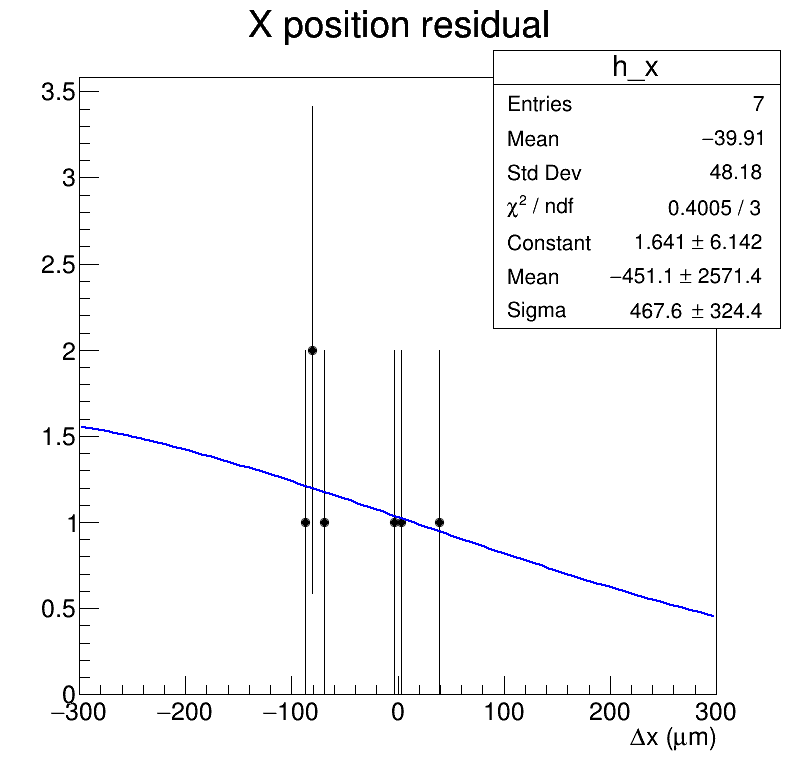 X position residual
h_x
Entries 7
Mean −39.91
Std Dev 48.18
χ² / ndf 0.4005 / 3
Constant 1.641 ± 6.142
Mean −451.1 ± 2571.4
Sigma 467.6 ± 324.4
3.5
3
2.5
2
1.5
1
0.5
0
−300 −200 −100 0 100 200 300
Δx (μm)